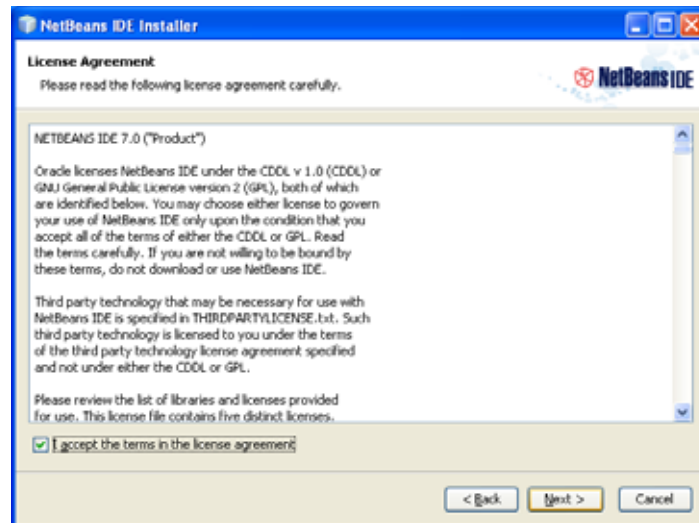 NetBeans IDE Installer
License Agreement
Please read the following license agreement carefully.
NetBeans IDE
NETBEANS IDE 7.0 ("Product")
Oracle licenses NetBeans IDE under the CDDL v 1.0 (CDDL) or
GNU General Public License version 2 (GPL), both of which
are identified below. You may choose either license to govern
your use of NetBeans IDE only upon the condition that you
accept all of the terms of either the CDDL or GPL. Read
the terms carefully. If you are not willing to be bound by
these terms, do not download or use NetBeans IDE.
Third party technology that may be necessary for use with
NetBeans IDE is specified in THIRDPARTYLICENSE.txt. Such
third party technology is licensed to you under the terms
of the third party technology license agreement specified
and not under either the CDDL or GPL.
Please review the list of libraries and licenses provided
for use. This license file contains five distinct licenses.
I accept the terms in the license agreement
< Back
Next >
Cancel